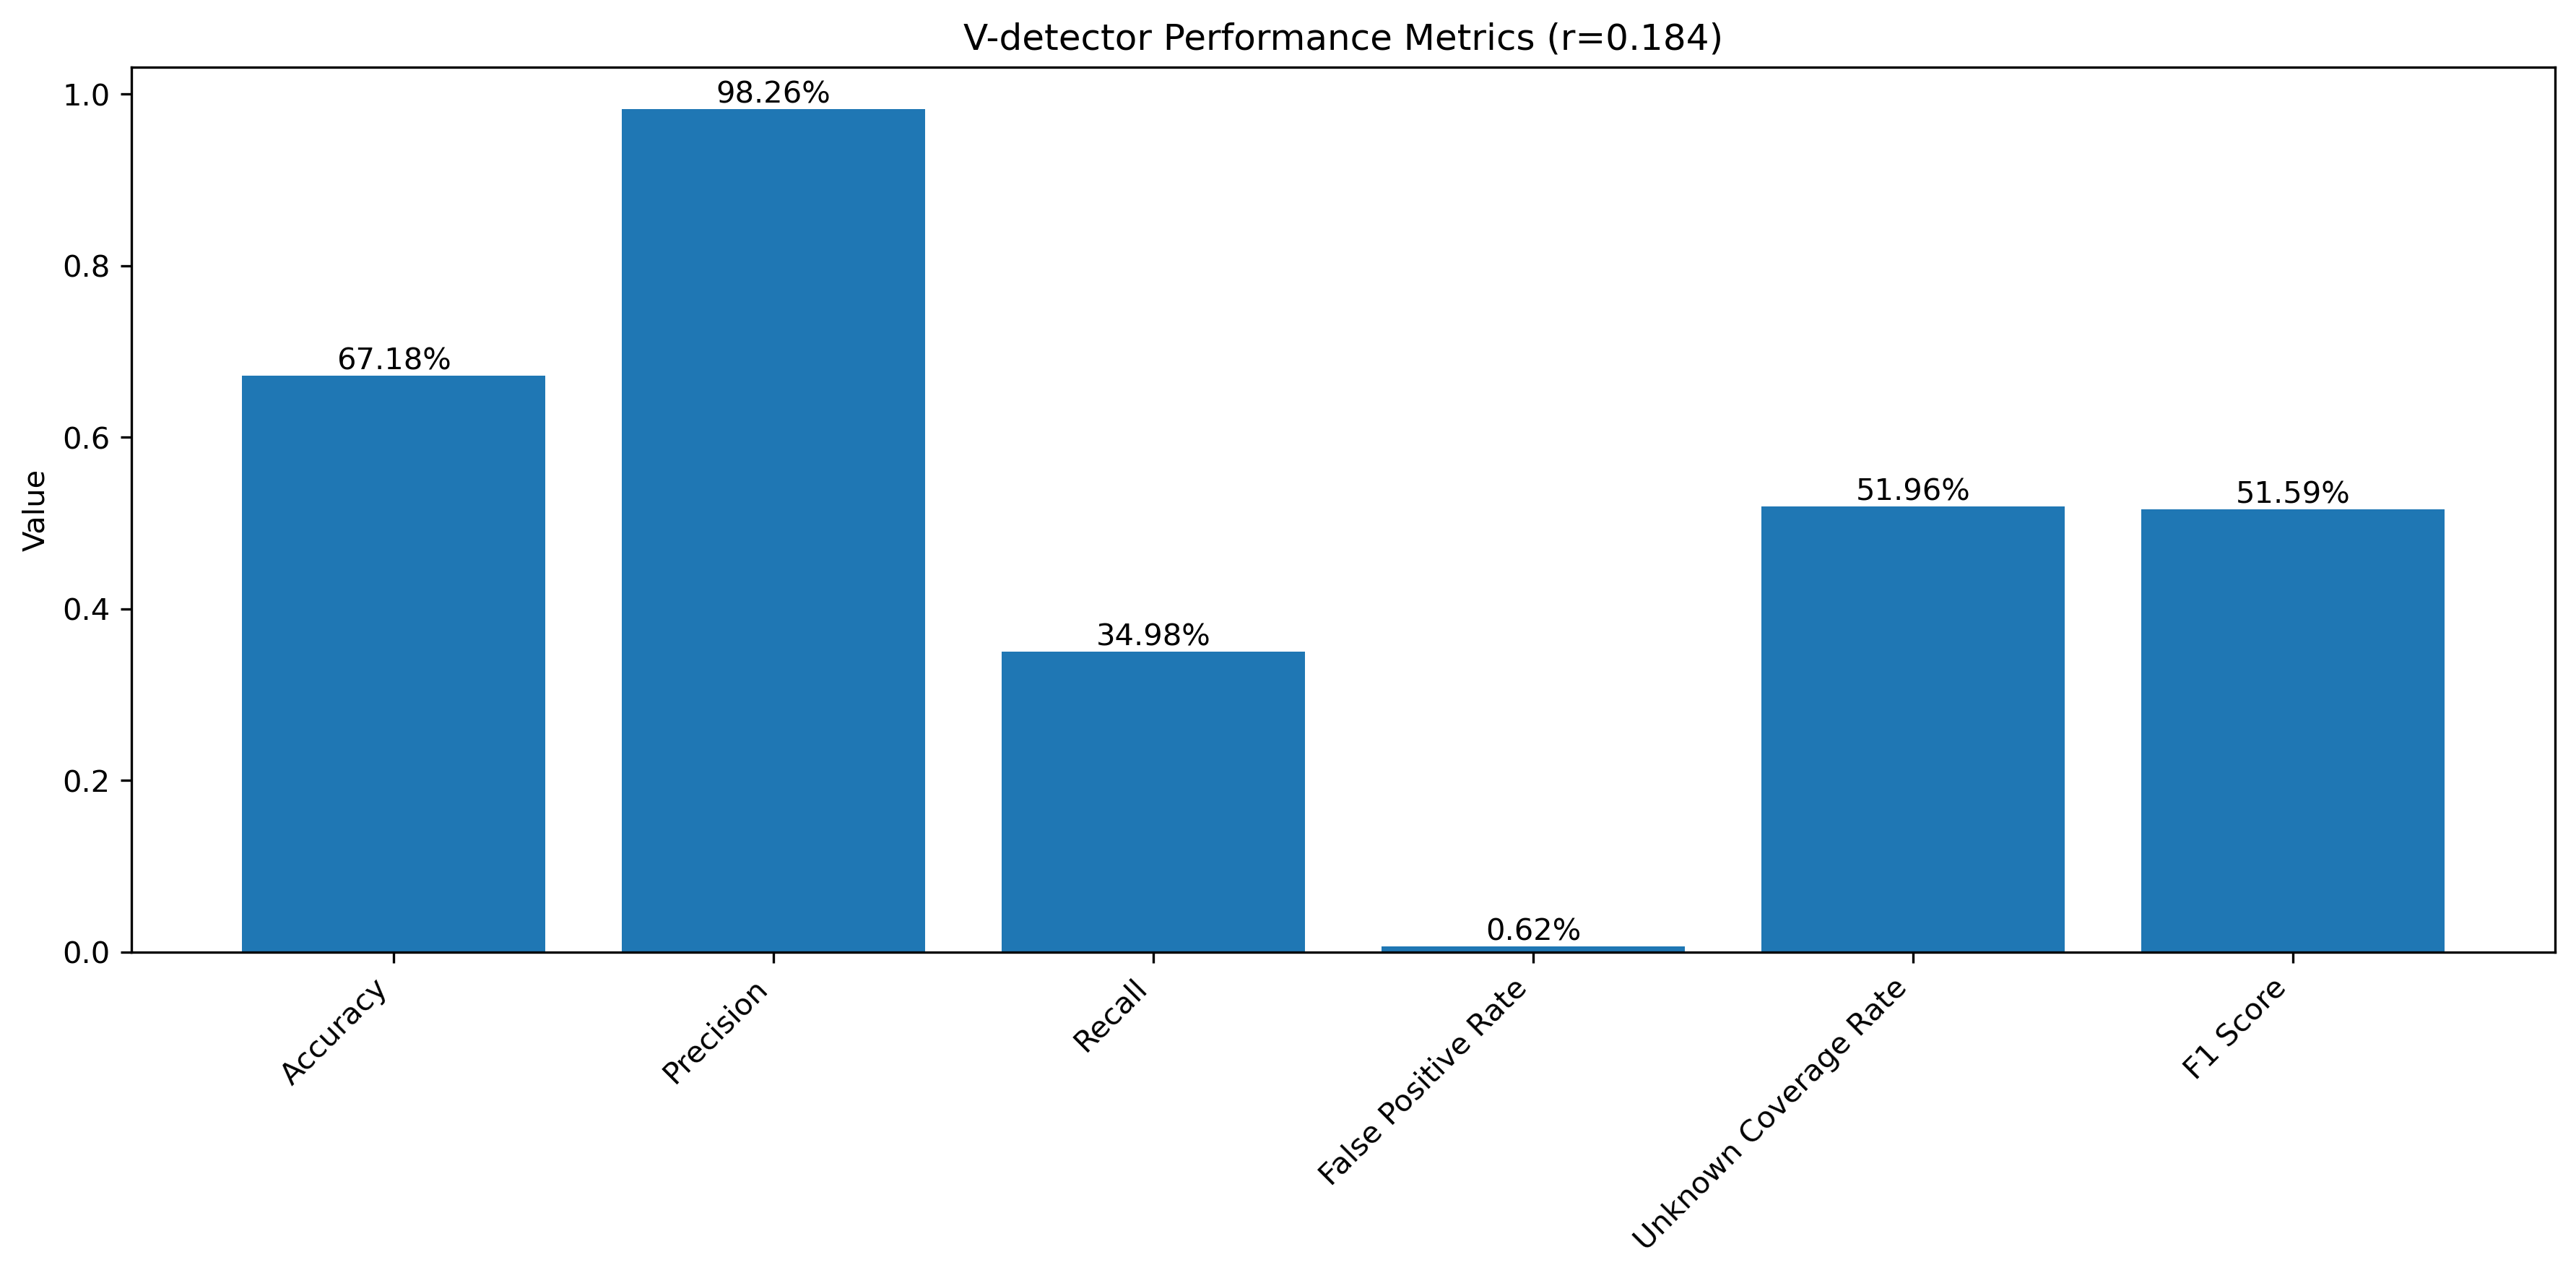 V-detector Performance Metrics (r=0.184)
Value
1.0
0.8
0.6
0.4
0.2
0.0
67.18%
98.26%
34.98%
0.62%
51.96%
51.59%
Accuracy
Precision
Recall
False Positive Rate
Unknown Coverage Rate
F1 Score